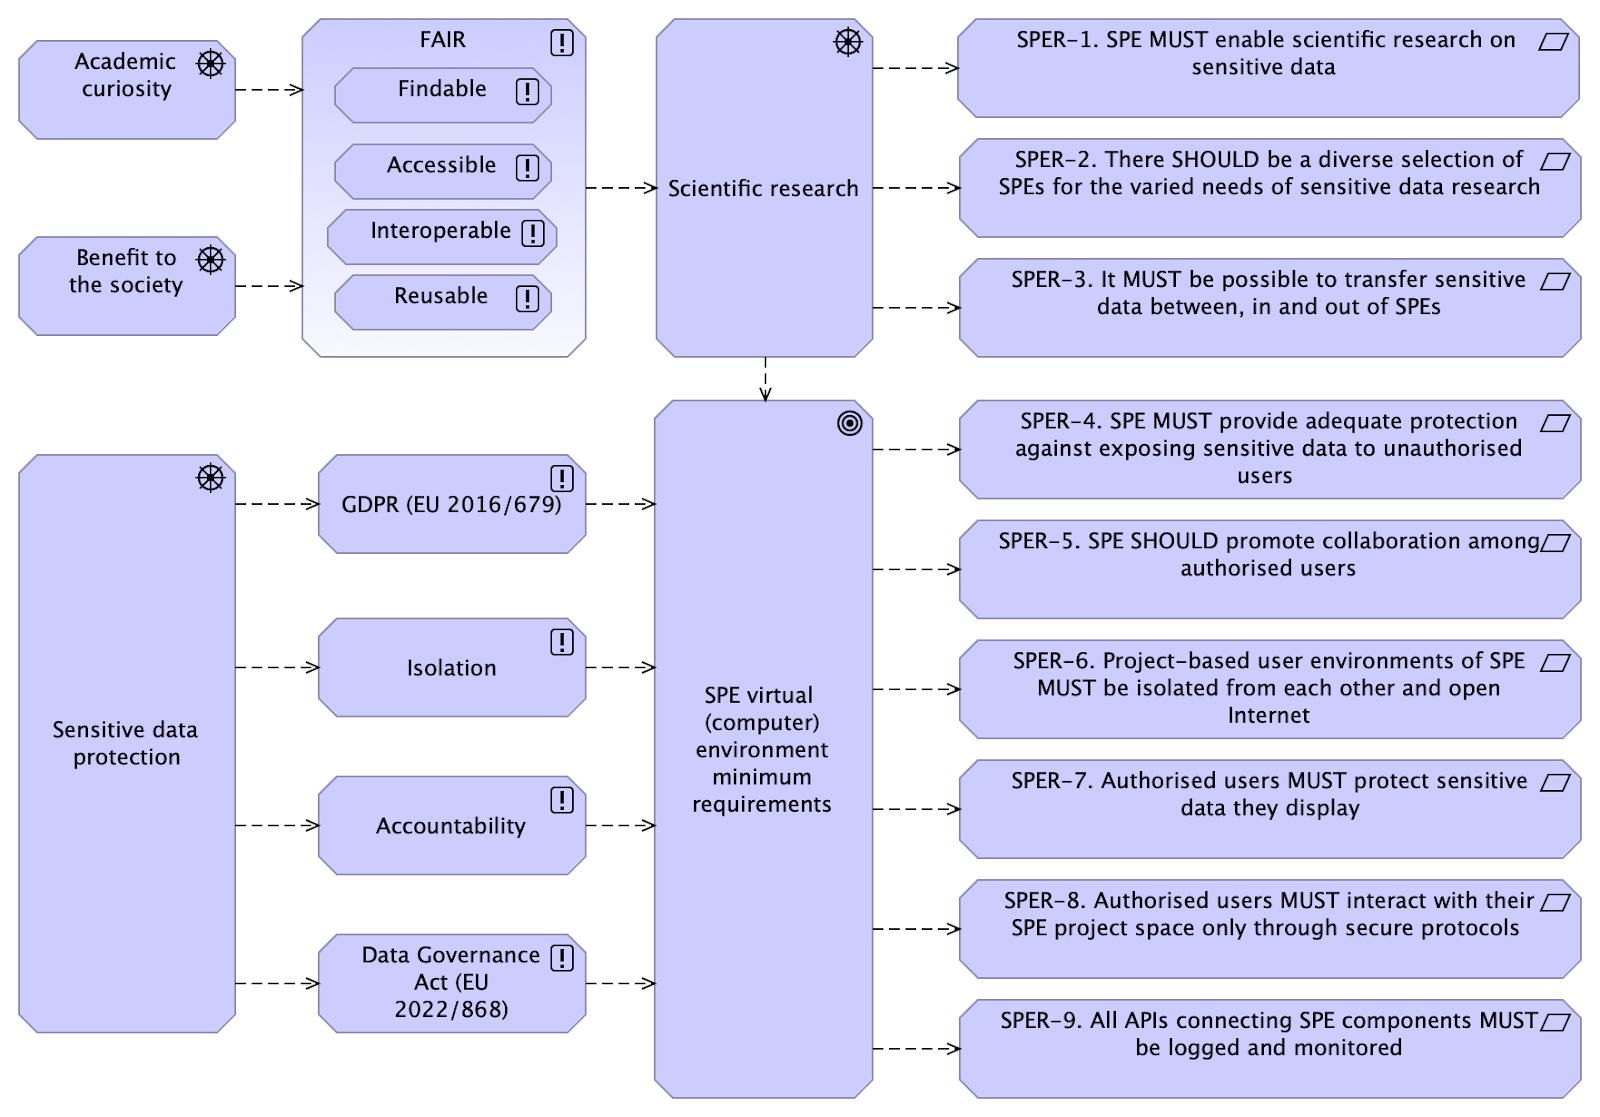 Academic
curiosity
Benefit to
the society
FAIR
Findable
Accessible
Interoperable
Reusable
Scientific research
SPER-1. SPE MUST enable scientific research on
sensitive data
SPER-2. There SHOULD be a diverse selection of
SPEs for the varied needs of sensitive data research
SPER-3. It MUST be possible to transfer sensitive
data between, in and out of SPEs
Sensitive data
protection
GDPR (EU 2016/679)
Isolation
Accountability
Data Governance
Act (EU
2022/868)
SPE virtual
(computer)
environment
minimum
requirements
SPER-4. SPE MUST provide adequate protection
against exposing sensitive data to unauthorised
users
SPER-5. SPE SHOULD promote collaboration among
authorised users
SPER-6. Project-based user environments of SPE
MUST be isolated from each other and open
Internet
SPER-7. Authorised users MUST protect sensitive
data they display
SPER-8. Authorised users MUST interact with their
SPE project space only through secure protocols
SPER-9. All APIs connecting SPE components MUST
be logged and monitored